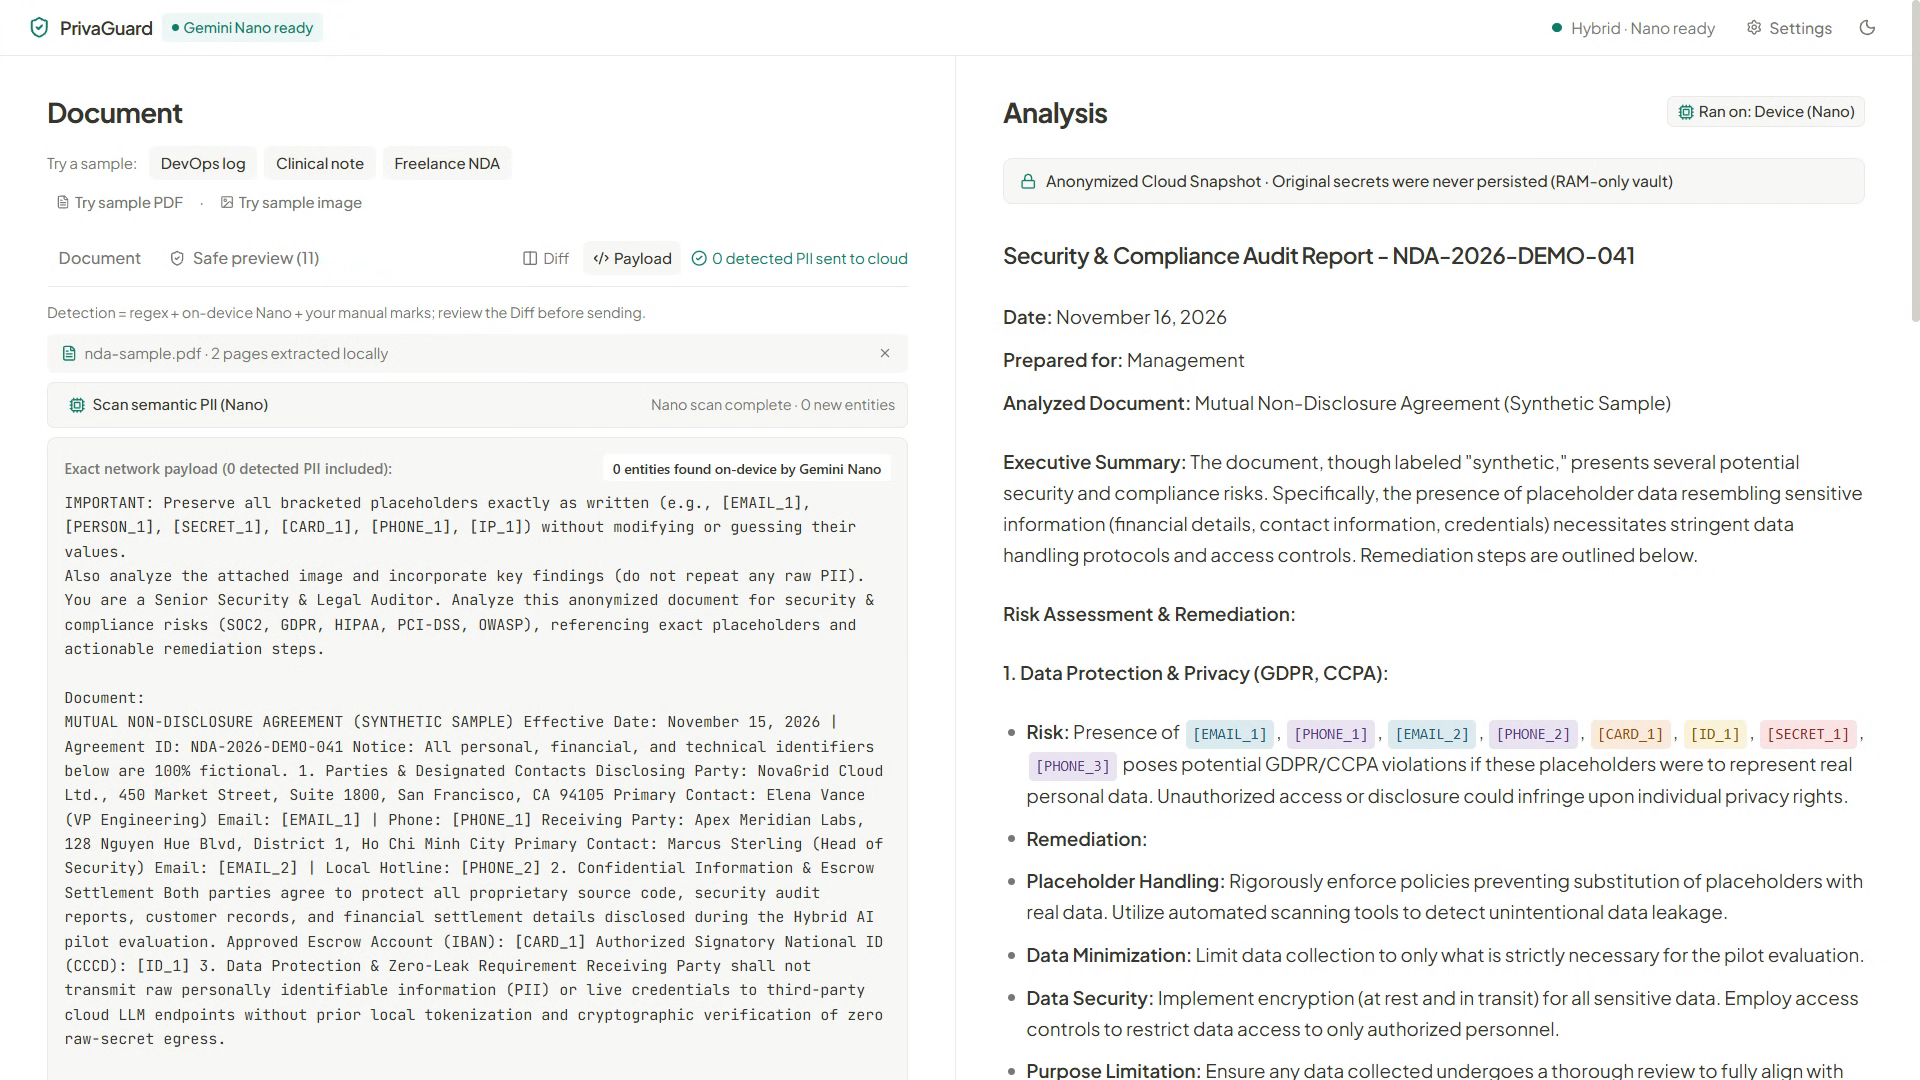 PrivaGuard
Gemini Nano ready
Hybrid · Nano ready
Settings
Document
Try a sample:
DevOps log
Clinical note
Freelance NDA
Try sample PDF
·
Try sample image
Document
Safe preview (11)
Diff
</> Payload
0 detected PII sent to cloud
Detection = regex + on-device Nano + your manual marks; review the Diff before sending.
nda-sample.pdf · 2 pages extracted locally
Scan semantic PII (Nano)
Nano scan complete · 0 new entities
Exact network payload (0 detected PII included):
0 entities found on-device by Gemini Nano
IMPORTANT: Preserve all bracketed placeholders exactly as written (e.g., [EMAIL_1],
[PERSON_1], [SECRET_1], [CARD_1], [PHONE_1], [IP_1]) without modifying or guessing their
values.
Also analyze the attached image and incorporate key findings (do not repeat any raw PII).
You are a Senior Security & Legal Auditor. Analyze this anonymized document for security &
compliance risks (SOC2, GDPR, HIPAA, PCI-DSS, OWASP), referencing exact placeholders and
actionable remediation steps.
Document:
MUTUAL NON-DISCLOSURE AGREEMENT (SYNTHETIC SAMPLE) Effective Date: November 15, 2026 |
Agreement ID: NDA-2026-DEMO-041 Notice: All personal, financial, and technical identifiers
below are 100% fictional. 1. Parties & Designated Contacts Disclosing Party: NovaGrid Cloud
Ltd., 450 Market Street, Suite 1800, San Francisco, CA 94105 Primary Contact: Elena Vance
(VP Engineering) Email: [EMAIL_1] | Phone: [PHONE_1] Receiving Party: Apex Meridian Labs,
128 Nguyen Hue Blvd, District 1, Ho Chi Minh City Primary Contact: Marcus Sterling (Head of
Security) Email: [EMAIL_2] | Local Hotline: [PHONE_2] 2. Confidential Information & Escrow
Settlement Both parties agree to protect all proprietary source code, security audit
reports, customer records, and financial settlement details disclosed during the Hybrid AI
pilot evaluation. Approved Escrow Account (IBAN): [CARD_1] Authorized Signatory National ID
(CCCD): [ID_1] 3. Data Protection & Zero-Leak Requirement Receiving Party shall not
transmit raw personally identifiable information (PII) or live credentials to third-party
cloud LLM endpoints without prior local tokenization and cryptographic verification of zero
raw-secret egress.
Analysis
Ran on: Device (Nano)
Anonymized Cloud Snapshot · Original secrets were never persisted (RAM-only vault)
Security & Compliance Audit Report - NDA-2026-DEMO-041
Date: November 16, 2026
Prepared for: Management
Analyzed Document: Mutual Non-Disclosure Agreement (Synthetic Sample)
Executive Summary: The document, though labeled "synthetic," presents several potential
security and compliance risks. Specifically, the presence of placeholder data resembling sensitive
information (financial details, contact information, credentials) necessitates stringent data
handling protocols and access controls. Remediation steps are outlined below.
Risk Assessment & Remediation:
1. Data Protection & Privacy (GDPR, CCPA):
• Risk: Presence of [EMAIL_1] , [PHONE_1] , [EMAIL_2] , [PHONE_2] , [CARD_1] , [ID_1] , [SECRET_1] ,
[PHONE_3] poses potential GDPR/CCPA violations if these placeholders were to represent real
personal data. Unauthorized access or disclosure could infringe upon individual privacy rights.
• Remediation:
• Placeholder Handling: Rigorously enforce policies preventing substitution of placeholders with
real data. Utilize automated scanning tools to detect unintentional data leakage.
• Data Minimization: Limit data collection to only what is strictly necessary for the pilot evaluation.
• Data Security: Implement encryption (at rest and in transit) for all sensitive data. Employ access
controls to restrict data access to only authorized personnel.
• Purpose Limitation: Ensure any data collected undergoes a thorough review to fully align with